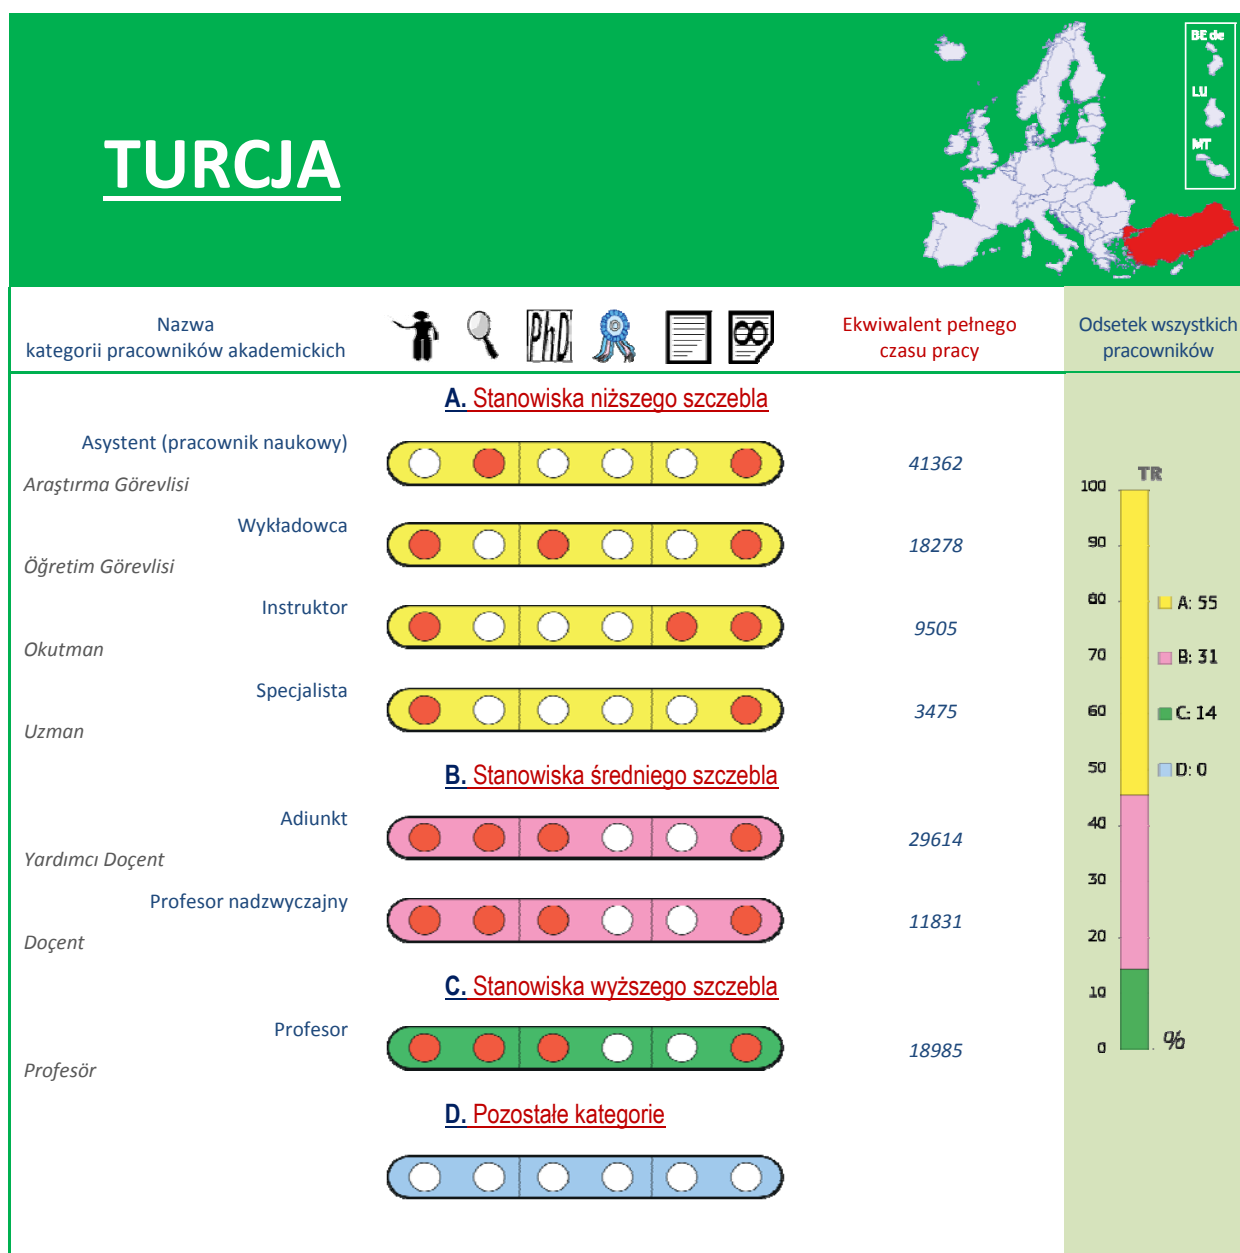 BE de
LU
MT
TURCJA
Nazwa
kategorii pracowników akademickich
PhD
∞
Ekwiwalent pełnego
czasu pracy
Odsetek wszystkich
pracowników
A. Stanowiska niższego szczebla
Asystent (pracownik naukowy)
Araştırma Görevlisi
41362
Wykładowca
Öğretim Görevlisi
18278
Instruktor
Okutman
9505
Specjalista
Uzman
3475
B. Stanowiska średniego szczebla
Adiunkt
Yardımcı Doçent
29614
Profesor nadzwyczajny
Doçent
11831
C. Stanowiska wyższego szczebla
Profesor
Profesör
18985
D. Pozostałe kategorie
TR
100
90
80
70
60
50
40
30
20
10
0
%
A: 55
B: 31
C: 14
D: 0